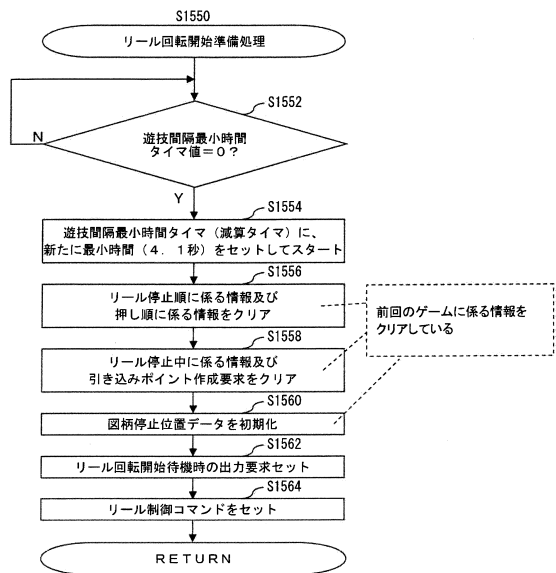 S1550
リール回転開始準備処理
S1552
遊技間隔最小時間
タイマ値=0?
N
Y
S1554
遊技間隔最小時間タイマ(減算タイマ)に、
新たに最小時間(4.1秒)をセットしてスタート
S1556
リール停止順に係る情報及び
押し順に係る情報をクリア
前回のゲームに係る情報を
クリアしている
S1558
リール停止中に係る情報及び
引き込みポイント作成要求をクリア
S1560
図柄停止位置データを初期化
S1562
リール回転開始待機時の出力要求セット
S1564
リール制御コマンドをセット
RETURN